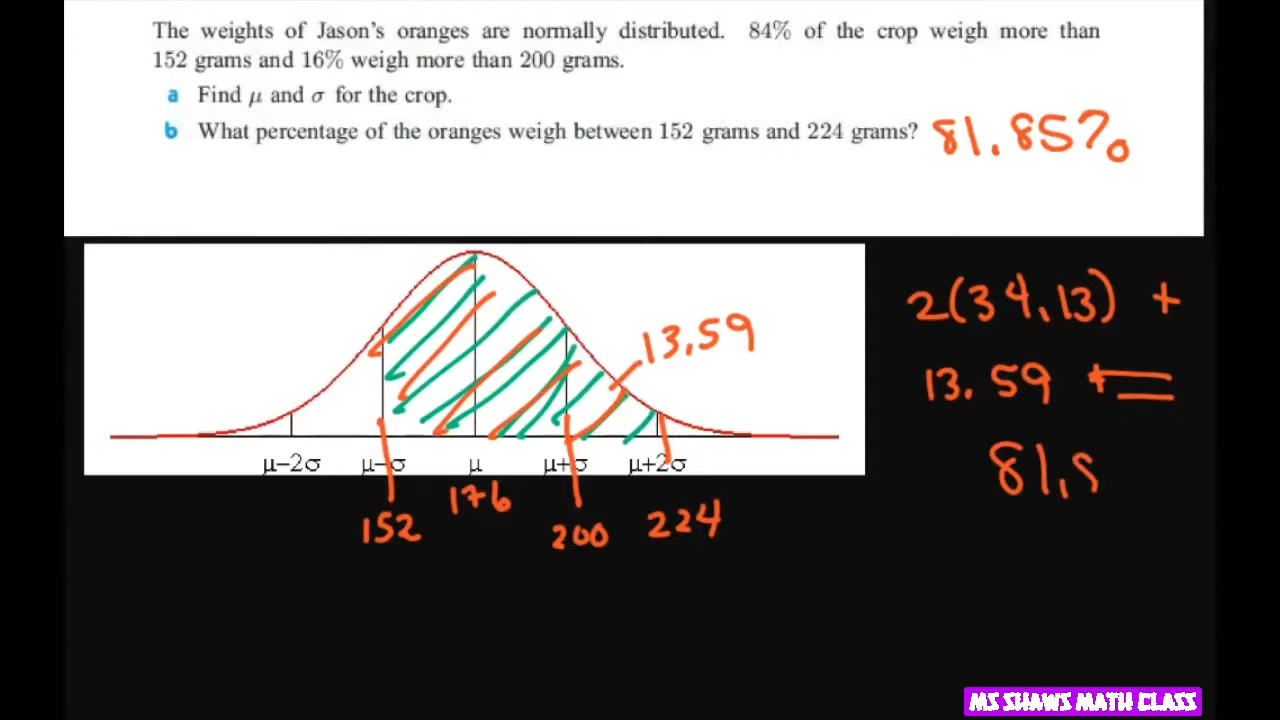 The weights of Jason's oranges are normally distributed. 84% of the crop weigh more than
152 grams and 16% weigh more than 200 grams.
a Find μ and σ for the crop.
b What percentage of the oranges weigh between 152 grams and 224 grams? 81.85%
2(34.13) +
13.59
13.59 =
81.8
μ−2σ μ−σ μ μ+σ μ+2σ
152 176 200 224
MS SHAWS MATH CLASS